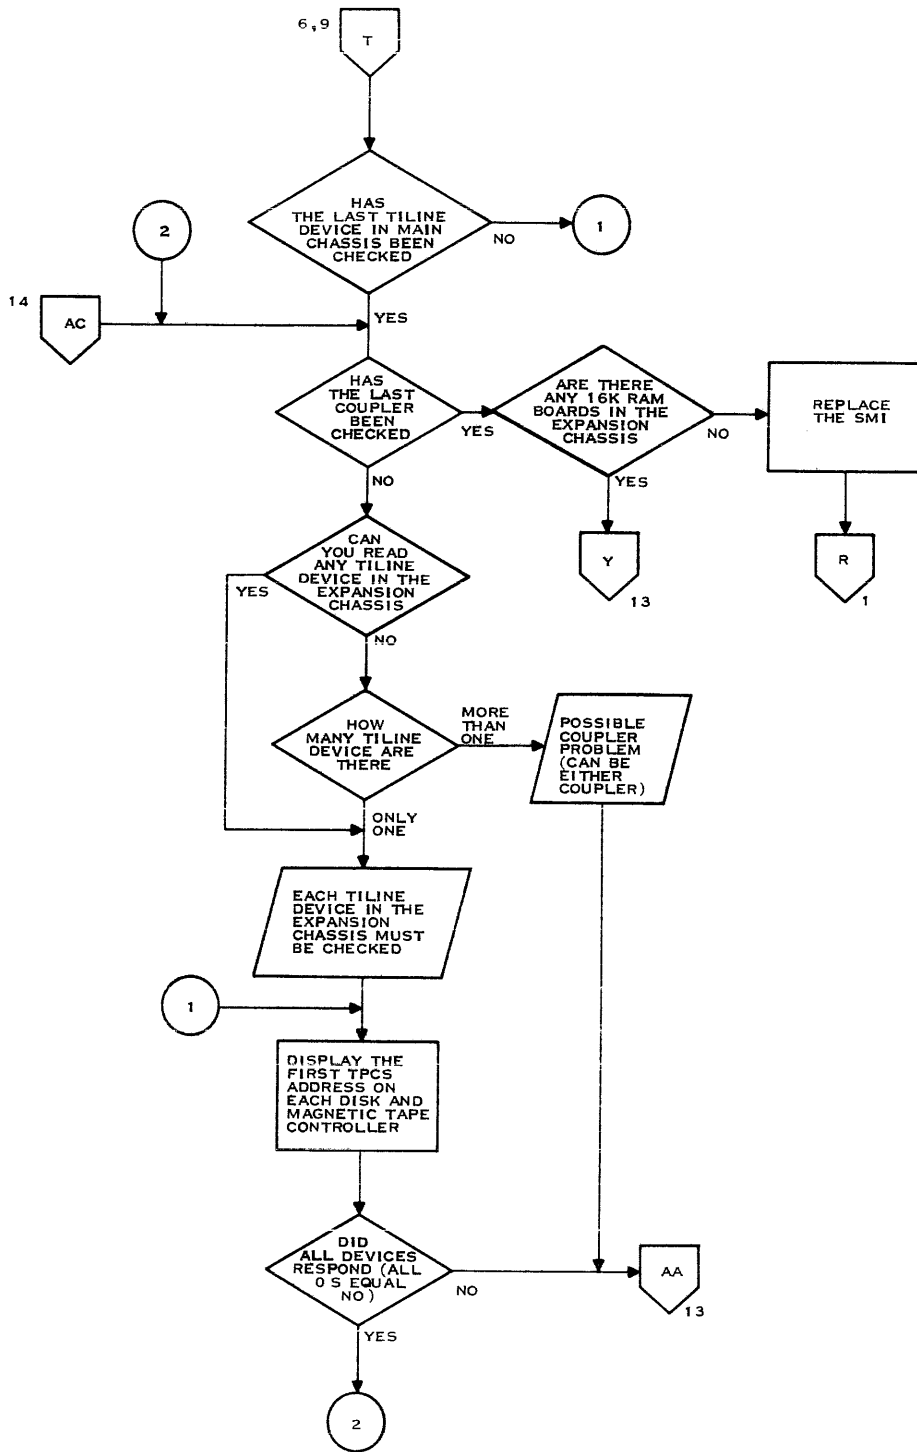 6,9
T
HAS
THE LAST TILINE
DEVICE IN MAIN
CHASSIS BEEN
CHECKED
NO
1
2
14
AC
YES
HAS
THE LAST
COUPLER
BEEN
CHECKED
YES
ARE THERE
ANY 16K RAM
BOARDS IN THE
EXPANSION
CHASSIS
NO
REPLACE
THE SMI
NO
YES
Y
13
R
1
CAN
YOU READ
ANY TILINE
DEVICE IN THE
EXPANSION
CHASSIS
YES
NO
HOW
MANY TILINE
DEVICE ARE
THERE
MORE
THAN
ONE
POSSIBLE
COUPLER
PROBLEM
(CAN BE
EITHER
COUPLER)
ONLY
ONE
EACH TILINE
DEVICE IN THE
EXPANSION
CHASSIS MUST
BE CHECKED
1
DISPLAY THE
FIRST TPCS
ADDRESS ON
EACH DISK AND
MAGNETIC TAPE
CONTROLLER
DID
ALL DEVICES
RESPOND (ALL
0 S EQUAL
NO)
NO
AA
13
YES
2